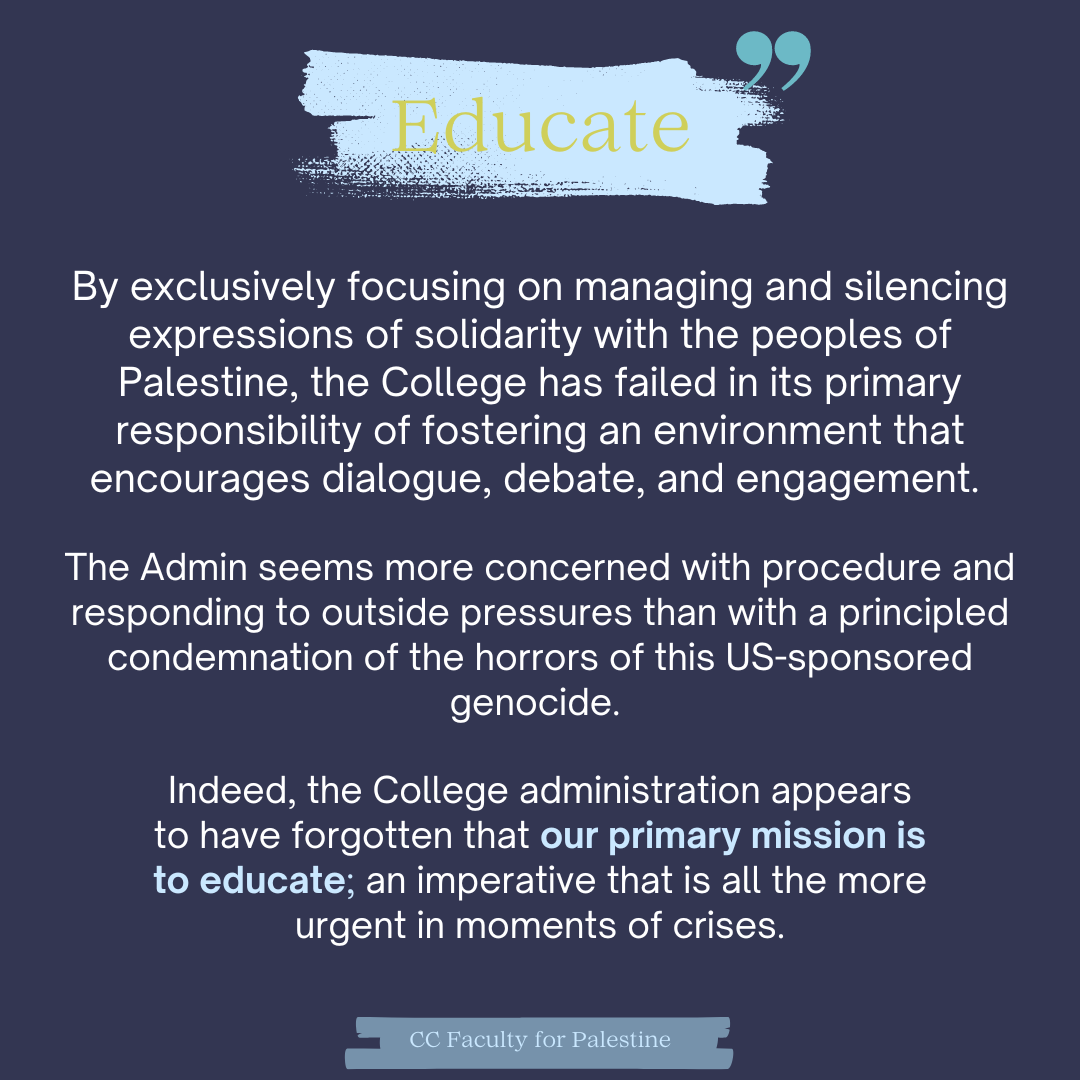 Educate ”
By exclusively focusing on managing and silencing
expressions of solidarity with the peoples of
Palestine, the College has failed in its primary
responsibility of fostering an environment that
encourages dialogue, debate, and engagement.
The Admin seems more concerned with procedure and
responding to outside pressures than with a principled
condemnation of the horrors of this US-sponsored
genocide.
Indeed, the College administration appears
to have forgotten that our primary mission is
to educate; an imperative that is all the more
urgent in moments of crises.
CC Faculty for Palestine